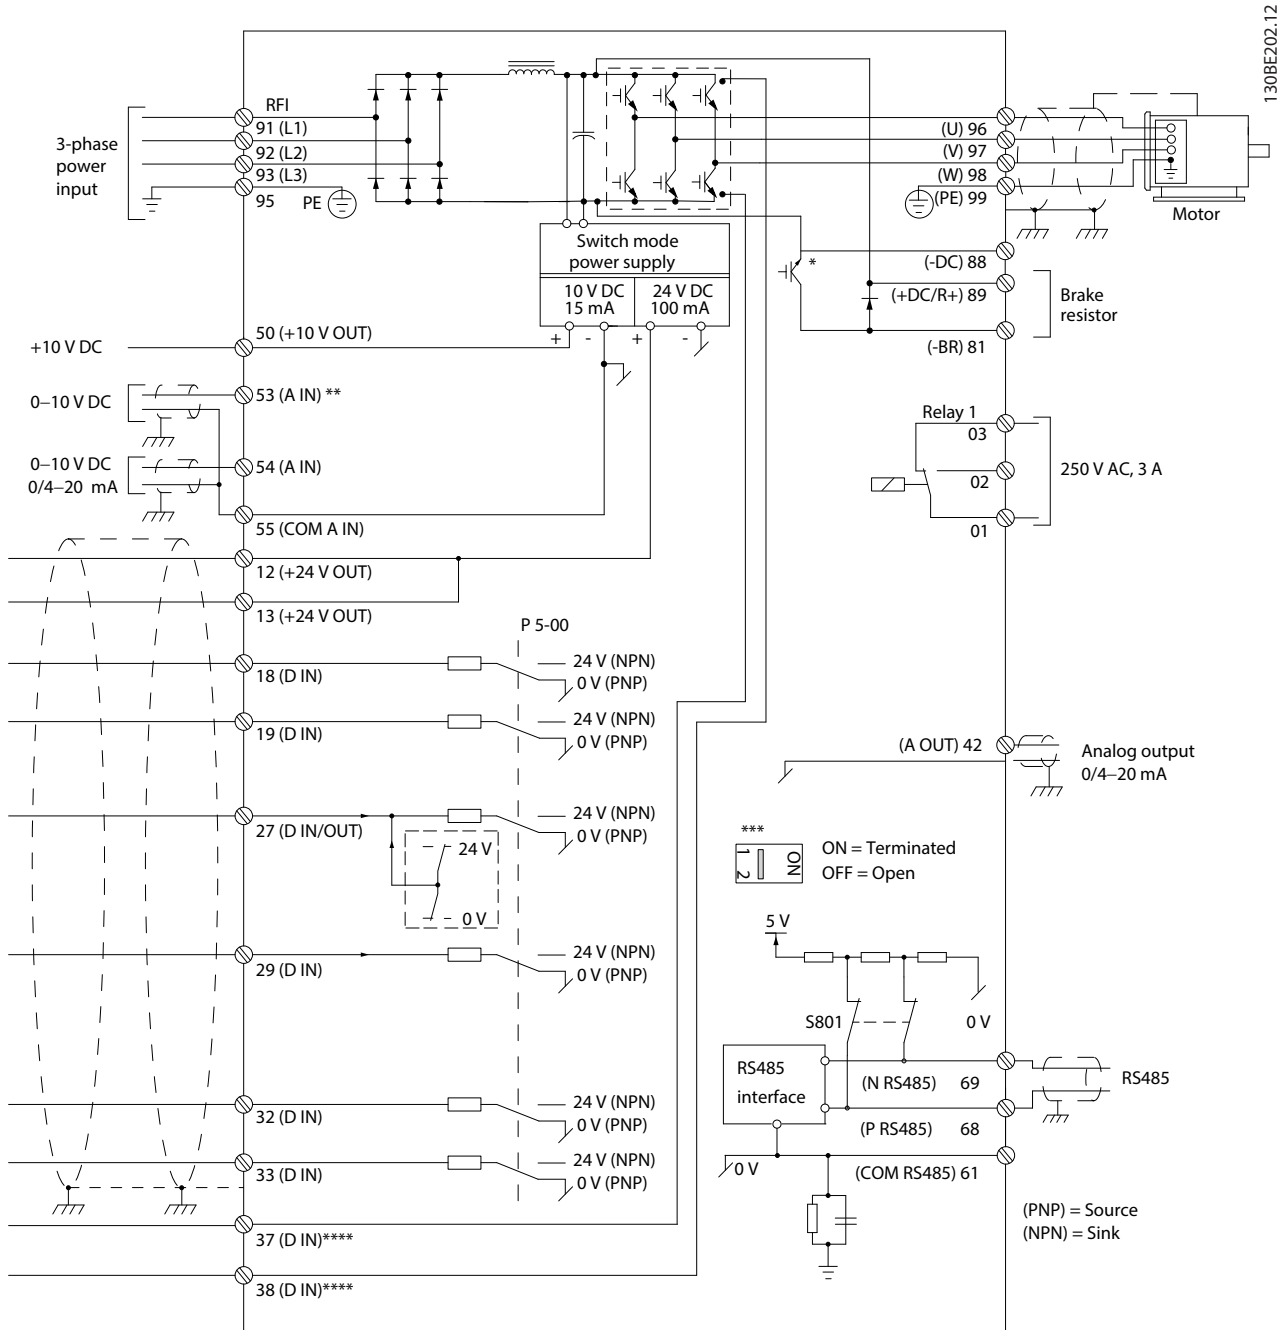 130BE202.12
3-phase
power
input
RFI
91 (L1)
92 (L2)
93 (L3)
95
PE
(U) 96
(V) 97
(W) 98
(PE) 99
Motor
Switch mode
power supply
10 V DC
15 mA
24 V DC
100 mA
+ - + -
*
(-DC) 88
(+DC/R+) 89
(-BR) 81
Brake
resistor
+10 V DC
50 (+10 V OUT)
0–10 V DC
53 (A IN) **
0–10 V DC
0/4–20 mA
54 (A IN)
55 (COM A IN)
Relay 1
03
02
01
250 V AC, 3 A
12 (+24 V OUT)
13 (+24 V OUT)
P 5-00
18 (D IN)
24 V (NPN)
0 V (PNP)
19 (D IN)
24 V (NPN)
0 V (PNP)
27 (D IN/OUT)
24 V (NPN)
0 V (PNP)
24 V
0 V
29 (D IN)
24 V (NPN)
0 V (PNP)
32 (D IN)
24 V (NPN)
0 V (PNP)
33 (D IN)
24 V (NPN)
0 V (PNP)
37 (D IN)****
38 (D IN)****
(A OUT) 42
Analog output
0/4–20 mA
***
1 2
ON
ON = Terminated
OFF = Open
5 V
S801
0 V
RS485
interface
(N RS485) 69
(P RS485) 68
RS485
0 V
(COM RS485) 61
(PNP) = Source
(NPN) = Sink